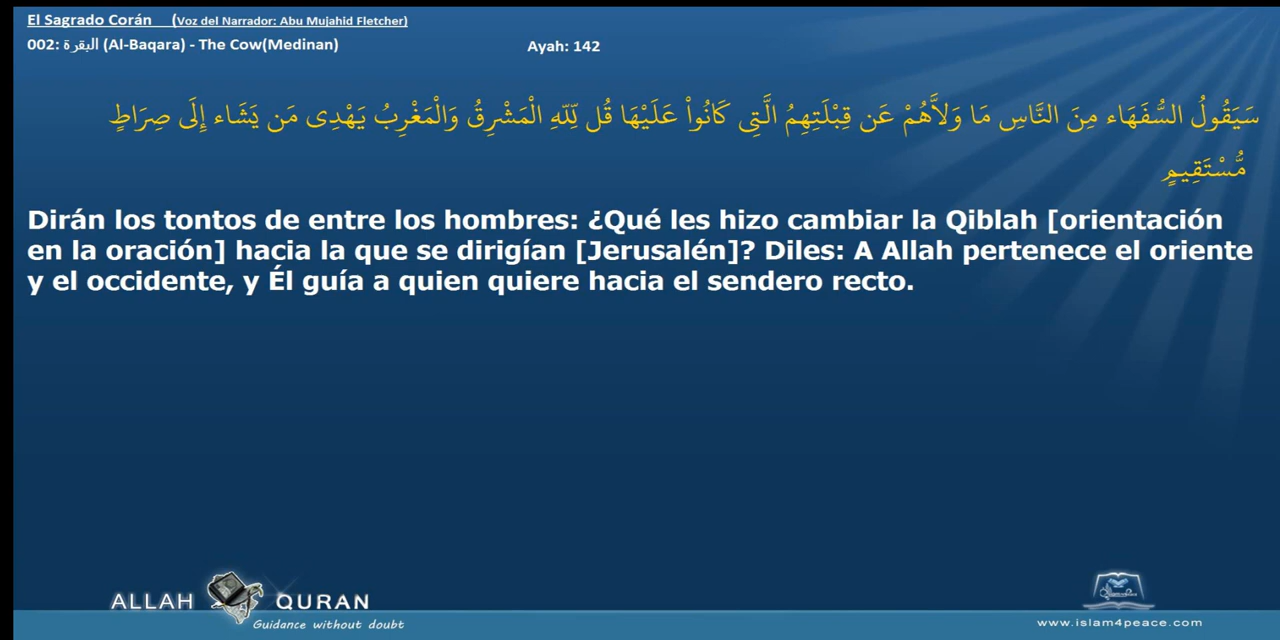 El Sagrado Corán (Voz del Narrador: Abu Mujahid Fletcher)
002: البقرة (Al-Baqara) - The Cow(Medinan) Ayah: 142
سَيَقُولُ السُّفَهَاء مِنَ النَّاسِ مَا وَلاَّهُمْ عَن قِبْلَتِهِمُ الَّتِى كَانُواْ عَلَيْهَا قُل لِّلّهِ الْمَشْرِقُ وَالْمَغْرِبُ يَهْدِى مَن يَشَاء إِلَى صِرَاطٍ
مُّسْتَقِيمٍ
Dirán los tontos de entre los hombres: ¿Qué les hizo cambiar la Qiblah [orientación
en la oración] hacia la que se dirigían [Jerusalén]? Diles: A Allah pertenece el oriente
y el occidente, y Él guía a quien quiere hacia el sendero recto.
ALLAH QURAN
Guidance without doubt
www.islam4peace.com